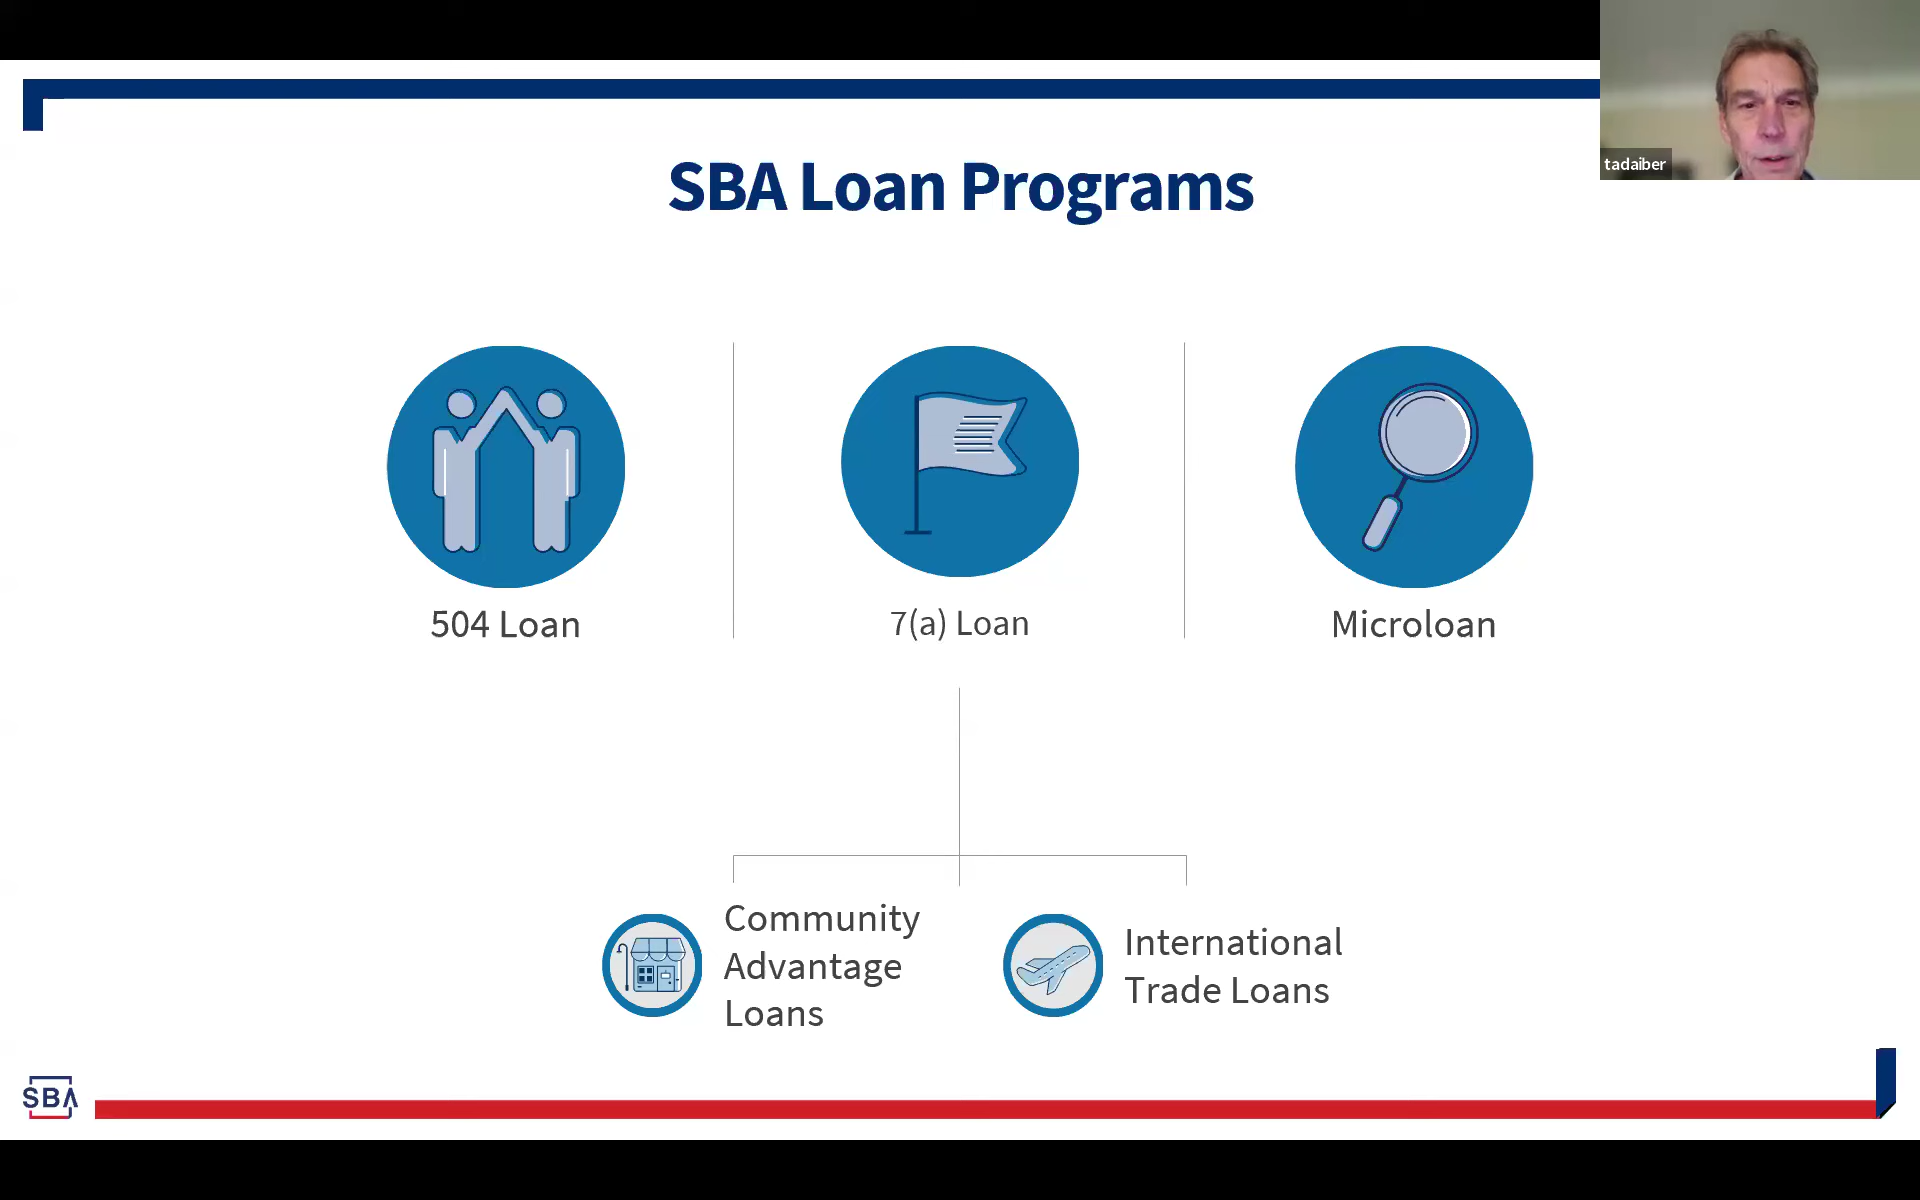 tadaiber
SBA Loan Programs
504 Loan
7(a) Loan
Microloan
Community
Advantage
Loans
International
Trade Loans
SBA